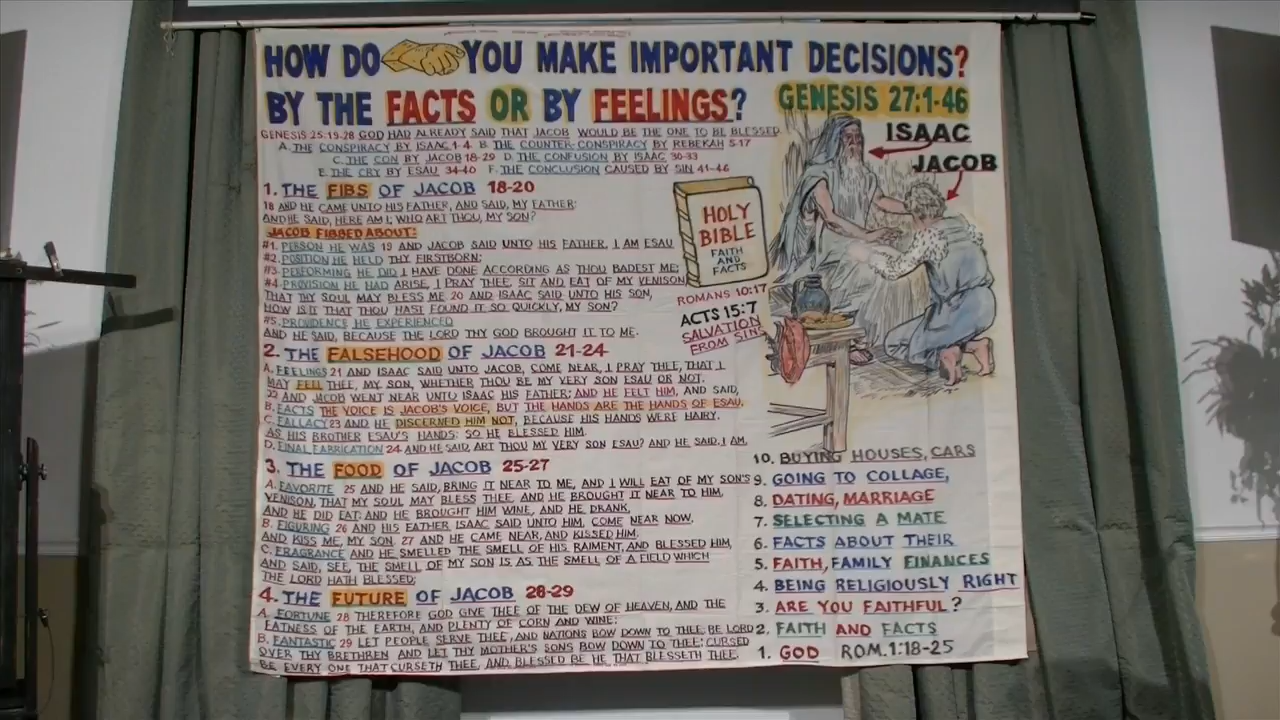 HOW DO YOU MAKE IMPORTANT DECISIONS?
BY THE FACTS OR BY FEELINGS?
GENESIS 27:1-46
GENESIS 25:19-28 GOD HAD ALREADY SAID THAT JACOB WOULD BE THE ONE TO BE BLESSED
A. THE CONSPIRACY BY ISAAC 1-4 B. THE COUNTER-CONSPIRACY BY REBEKAH 5-17
C. THE CON BY JACOB 18-29 D. THE CONFUSION BY ISAAC 30-33
E. THE CRY BY ESAU 34-40 F. THE CONCLUSION CAUSED BY SIN 41-46
ISAAC
JACOB
1. THE FIBS OF JACOB 18-20
18 AND HE CAME UNTO HIS FATHER, AND SAID, MY FATHER:
AND HE SAID, HERE AM I; WHO ART THOU, MY SON?
JACOB FIBBED ABOUT:
#1. PERSON HE WAS 19 AND JACOB SAID UNTO HIS FATHER, I AM ESAU
#2. POSITION HE HELD THY FIRSTBORN;
#3. PERFORMING HE DID I HAVE DONE ACCORDING AS THOU BADEST ME;
#4. PROVISION HE HAD ARISE, I PRAY THEE, SIT AND EAT OF MY VENISON,
THAT THY SOUL MAY BLESS ME 20 AND ISAAC SAID UNTO HIS SON,
HOW IS IT THAT THOU HAST FOUND IT SO QUICKLY, MY SON?
#5. PROVIDENCE HE EXPERIENCED
AND HE SAID, BECAUSE THE LORD THY GOD BROUGHT IT TO ME.
HOLY
BIBLE
FAITH
AND
FACTS
ROMANS 10:17
ACTS 15:7
SALVATION
FROM SINS
2. THE FALSEHOOD OF JACOB 21-24
A. FEELINGS 21 AND ISAAC SAID UNTO JACOB, COME NEAR, I PRAY THEE, THAT I
MAY FEEL THEE, MY SON, WHETHER THOU BE MY VERY SON ESAU OR NOT.
22 AND JACOB WENT NEAR UNTO ISAAC HIS FATHER; AND HE FELT HIM, AND SAID,
B. FACTS THE VOICE IS JACOB'S VOICE, BUT THE HANDS ARE THE HANDS OF ESAU.
C. FALLACY 23 AND HE DISCERNED HIM NOT, BECAUSE HIS HANDS WERE HAIRY,
AS HIS BROTHER ESAU'S HANDS: SO HE BLESSED HIM.
D. FINAL FABRICATION 24 AND HE SAID, ART THOU MY VERY SON ESAU? AND HE SAID, I AM.
3. THE FOOD OF JACOB 25-27
A. FAVORITE 25 AND HE SAID, BRING IT NEAR TO ME, AND I WILL EAT OF MY SON'S
VENISON, THAT MY SOUL MAY BLESS THEE. AND HE BROUGHT IT NEAR TO HIM,
AND HE DID EAT: AND HE BROUGHT HIM WINE, AND HE DRANK.
B. FIGURING 26 AND HIS FATHER ISAAC SAID UNTO HIM, COME NEAR NOW,
AND KISS ME, MY SON. 27 AND HE CAME NEAR, AND KISSED HIM:
C. FRAGRANCE AND HE SMELLED THE SMELL OF HIS RAIMENT, AND BLESSED HIM,
AND SAID, SEE, THE SMELL OF MY SON IS AS THE SMELL OF A FIELD WHICH
THE LORD HATH BLESSED:
4. THE FUTURE OF JACOB 28-29
A. FORTUNE 28 THEREFORE GOD GIVE THEE OF THE DEW OF HEAVEN, AND THE
FATNESS OF THE EARTH, AND PLENTY OF CORN AND WINE:
B. FANTASTIC 29 LET PEOPLE SERVE THEE, AND NATIONS BOW DOWN TO THEE: BE LORD
OVER THY BRETHREN AND LET THY MOTHER'S SONS BOW DOWN TO THEE: CURSED
BE EVERY ONE THAT CURSETH THEE, AND BLESSED BE HE THAT BLESSETH THEE.
10. BUYING HOUSES, CARS
9. GOING TO COLLAGE,
8. DATING, MARRIAGE
7. SELECTING A MATE
6. FACTS ABOUT THEIR
5. FAITH, FAMILY FINANCES
4. BEING RELIGIOUSLY RIGHT
3. ARE YOU FAITHFUL?
2. FAITH AND FACTS
1. GOD ROM. 1:18-25